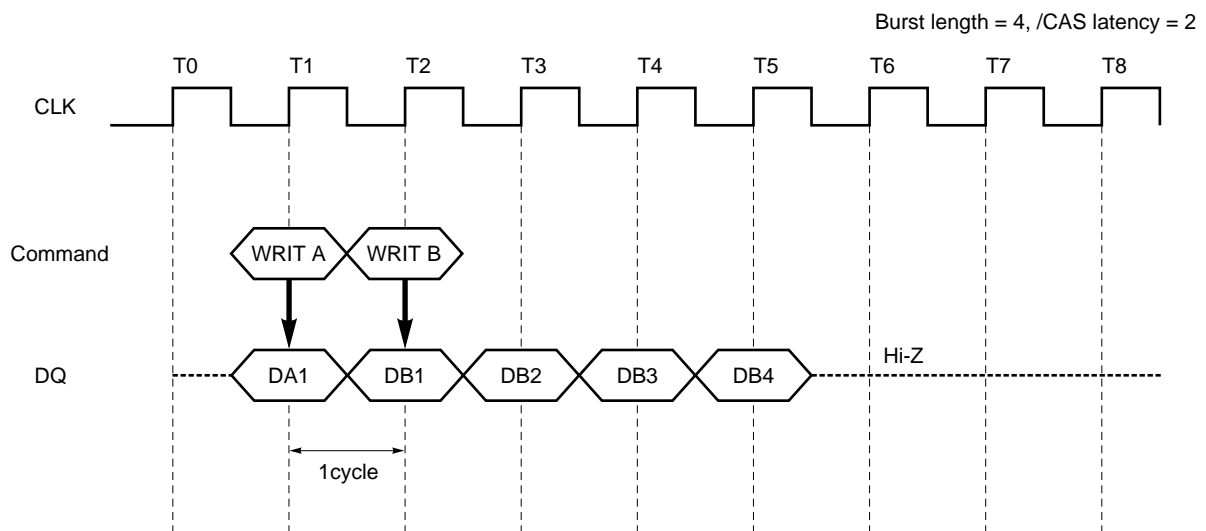 Burst length = 4, /CAS latency = 2
T0 T1 T2 T3 T4 T5 T6 T7 T8
CLK
Command WRIT A WRIT B
Hi-Z
DQ DA1 DB1 DB2 DB3 DB4
1cycle